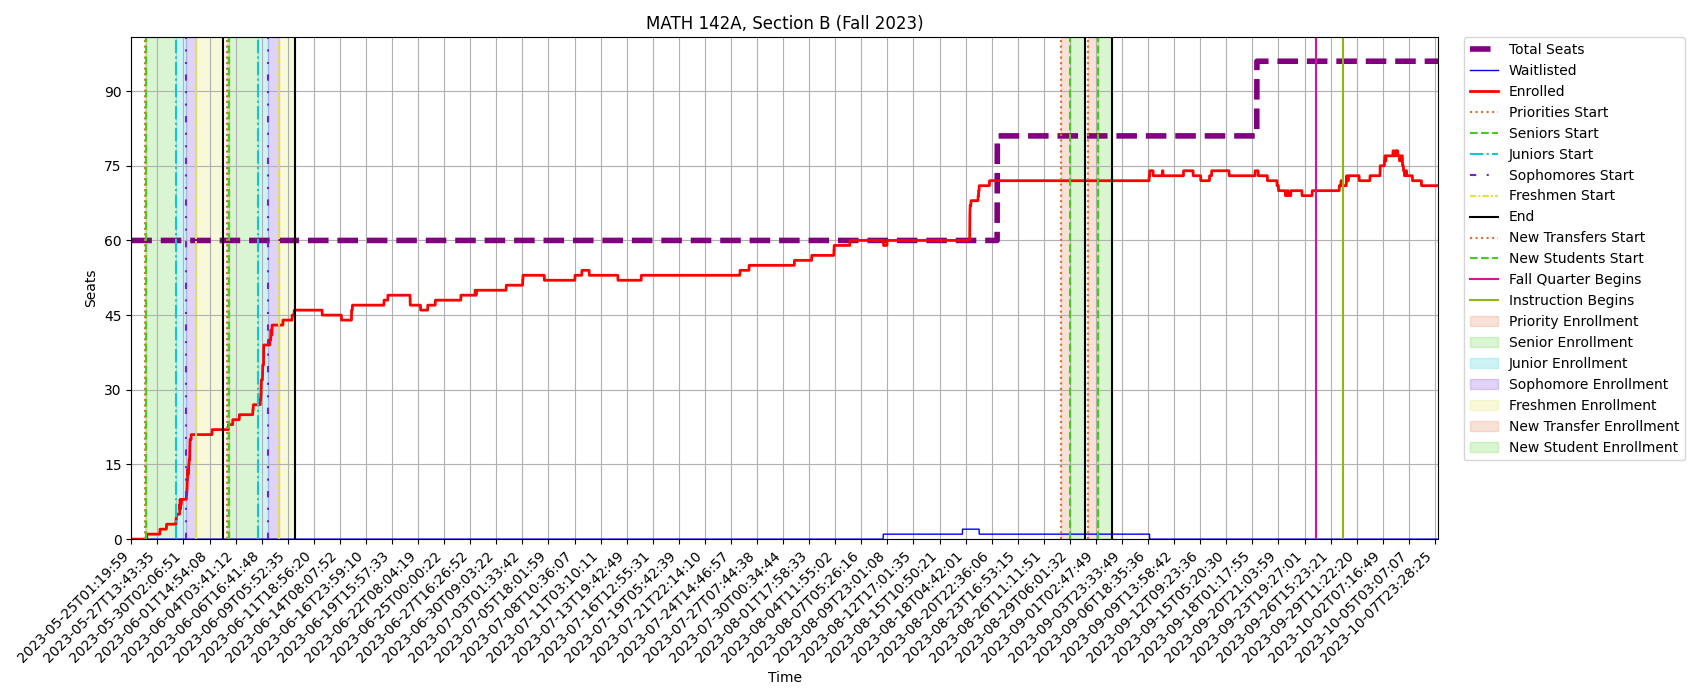 MATH 142A, Section B (Fall 2023)
Seats
90
75
60
45
30
15
0
2023-05-25T01:19:59
2023-05-27T13:43:35
2023-05-30T02:06:51
2023-06-01T14:54:08
2023-06-04T03:41:12
2023-06-06T16:41:48
2023-06-09T05:52:35
2023-06-11T18:56:20
2023-06-14T08:07:52
2023-06-16T23:59:10
2023-06-19T15:57:33
2023-06-22T08:04:19
2023-06-25T00:00:22
2023-06-27T16:26:52
2023-06-30T09:03:22
2023-07-03T01:33:42
2023-07-05T18:01:59
2023-07-08T10:36:07
2023-07-11T03:10:11
2023-07-13T19:42:49
2023-07-16T12:55:31
2023-07-19T05:42:39
2023-07-21T22:14:10
2023-07-24T14:46:57
2023-07-27T07:44:38
2023-07-30T00:34:44
2023-08-01T17:58:33
2023-08-04T11:55:02
2023-08-07T05:26:16
2023-08-09T23:01:08
2023-08-12T17:01:35
2023-08-15T10:50:21
2023-08-18T04:42:01
2023-08-20T22:36:06
2023-08-23T16:53:15
2023-08-26T11:11:51
2023-08-29T06:01:32
2023-09-01T02:47:49
2023-09-03T23:33:49
2023-09-06T18:35:36
2023-09-09T13:58:42
2023-09-12T09:23:36
2023-09-15T05:20:30
2023-09-18T01:17:55
2023-09-20T21:03:59
2023-09-23T19:27:01
2023-09-26T15:23:21
2023-09-29T11:22:20
2023-10-02T07:16:49
2023-10-05T03:07:07
2023-10-07T23:28:25
Time
Total Seats
Waitlisted
Enrolled
Priorities Start
Seniors Start
Juniors Start
Sophomores Start
Freshmen Start
End
New Transfers Start
New Students Start
Fall Quarter Begins
Instruction Begins
Priority Enrollment
Senior Enrollment
Junior Enrollment
Sophomore Enrollment
Freshmen Enrollment
New Transfer Enrollment
New Student Enrollment